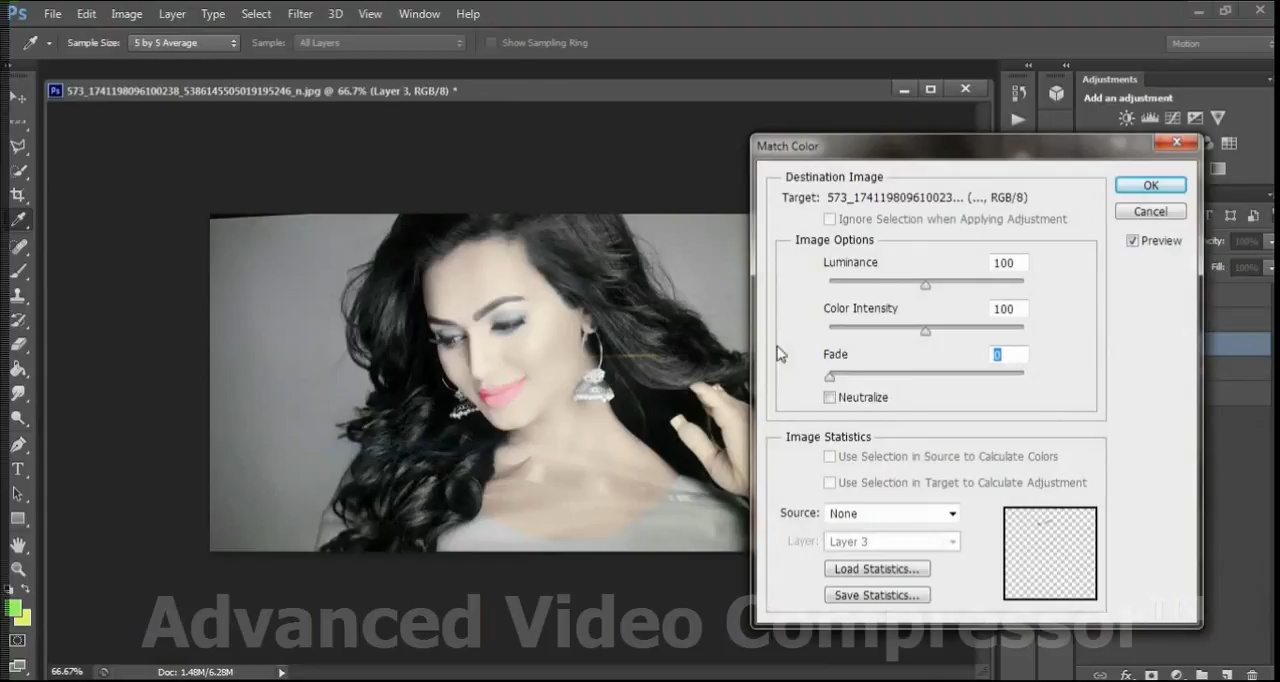 Ps File Edit Image Layer Type Select Filter 3D View Window Help
Sample Size: 5 by 5 Average Sample: All Layers Show Sampling Ring Motion
Ps 573_1741198096100238_5386145505019195246_n.jpg @ 66.7% (Layer 3, RGB/8) *
Adjustments
Add an adjustment
Match Color
Destination Image
Target: 573_174119809610023... (..., RGB/8)
OK
Ignore Selection when Applying Adjustment
Cancel
Image Options
Preview
acity: 100%
Luminance 100
Fill: 100%
Color Intensity 100
Fade 0
Neutralize
Image Statistics
Use Selection in Source to Calculate Colors
Use Selection in Target to Calculate Adjustment
Source: None
Layer: Layer 3
Load Statistics...
Save Statistics...
Advanced Video Compressor™
66.67% Doc: 1.48M/6.28M
fx